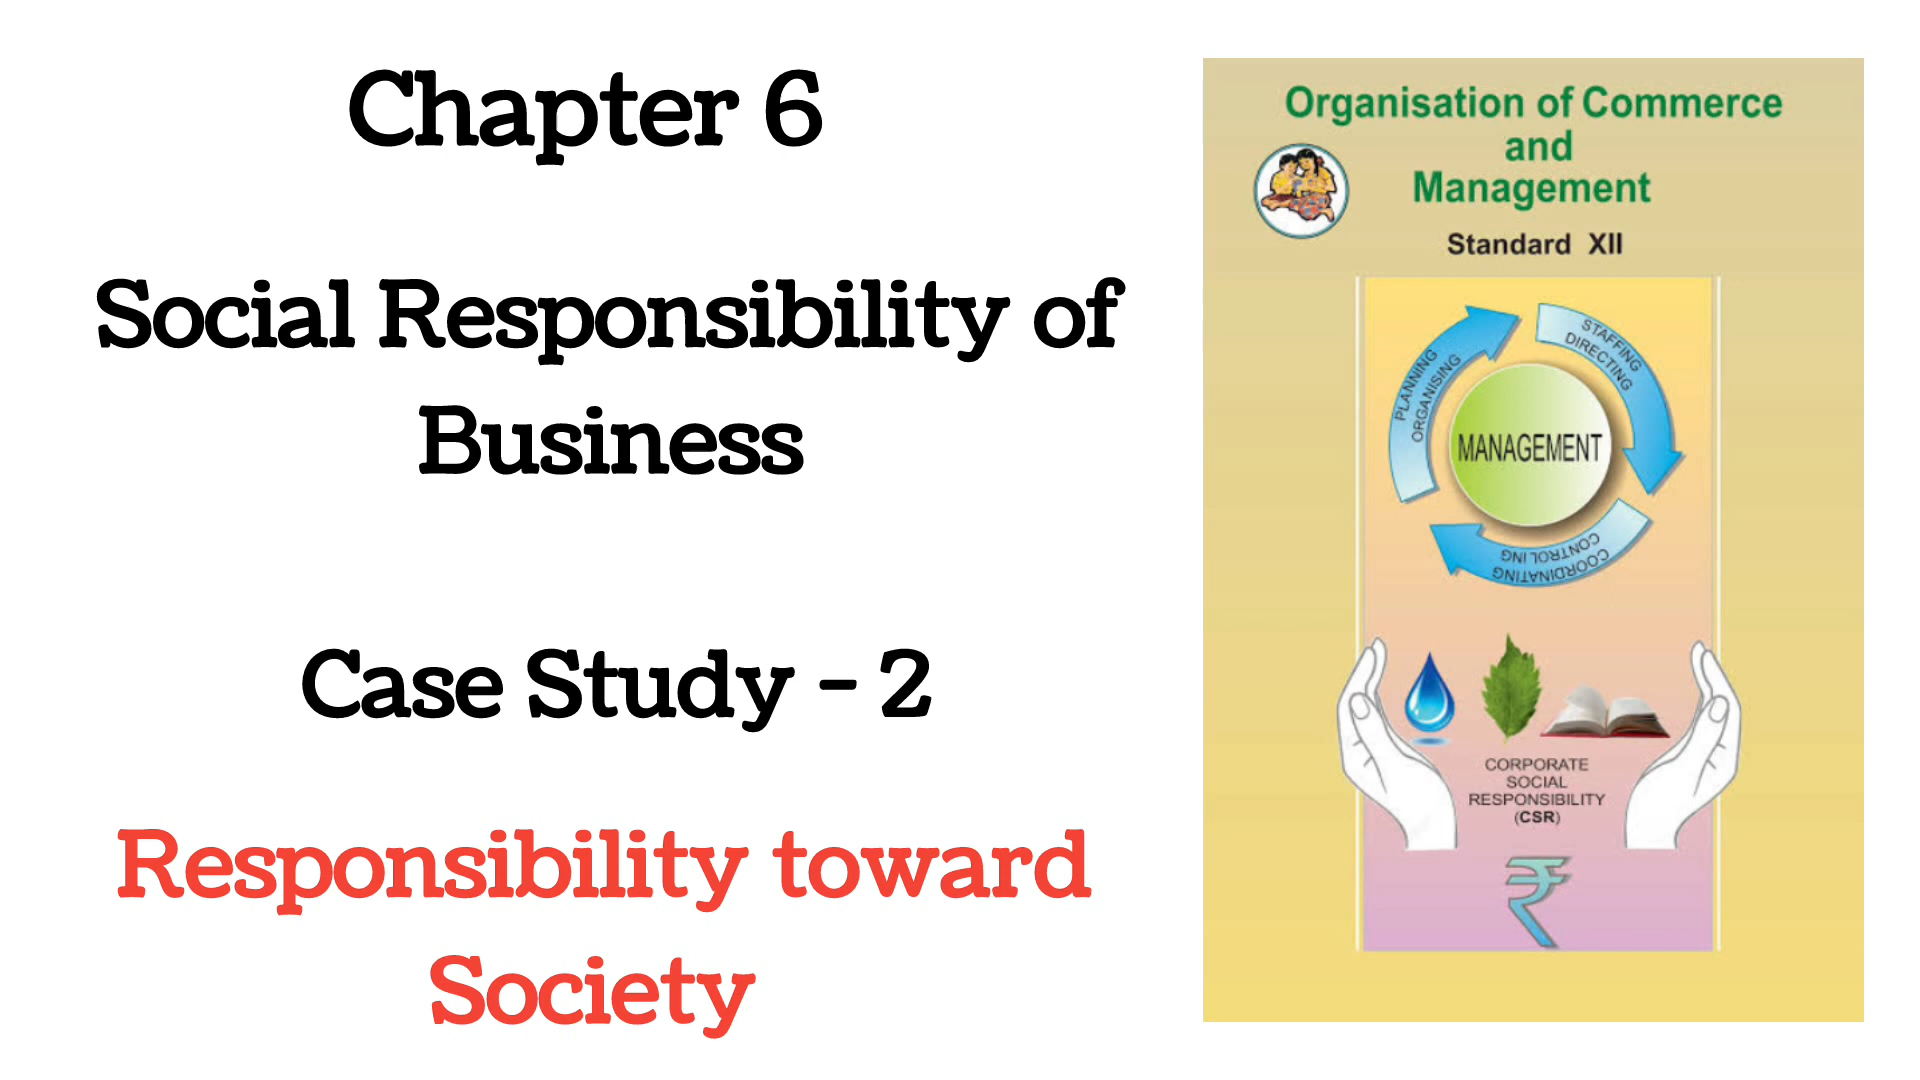 Chapter 6
Social Responsibility of
Business
Case Study - 2
Responsibility toward
Society
Organisation of Commerce
and
Management
Standard XII
PLANNING
ORGANISING
STAFFING
DIRECTING
MANAGEMENT
COORDINATING
CONTROLING
CORPORATE
SOCIAL
RESPONSIBILITY
(CSR)
₹